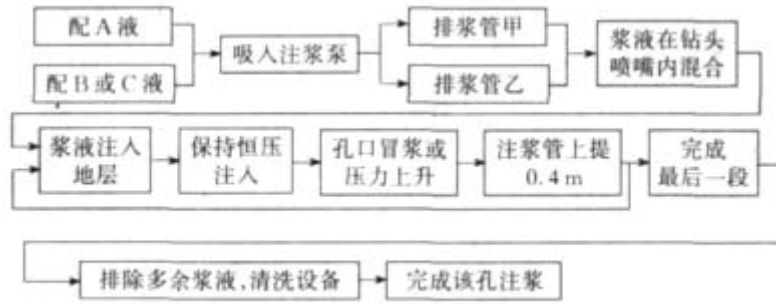 配A液
配B或C液
吸入注浆泵
排浆管甲
排浆管乙
浆液在钻头
喷嘴内混合
浆液注入
地层
保持恒压
注入
孔口冒浆或
压力上升
注浆管上提
0.4m
完成
最后一段
排除多余浆液,清洗设备
完成该孔注浆